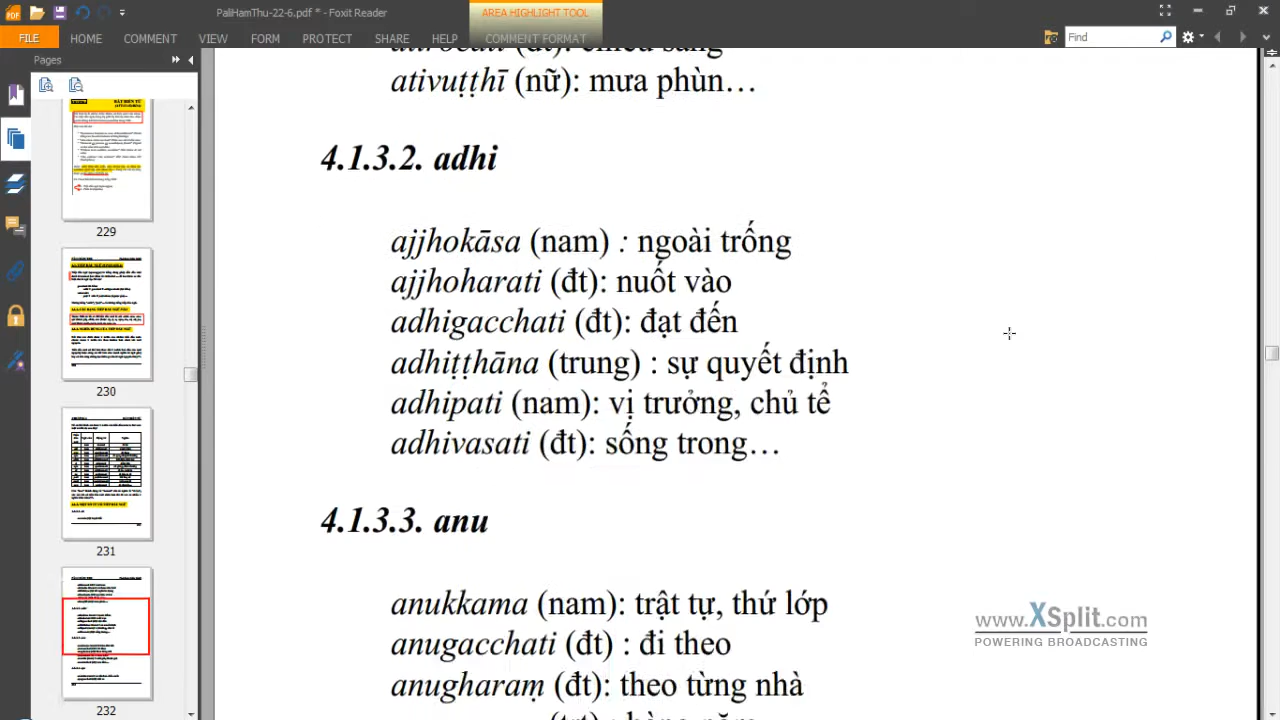 PaliHamThu-22-6.pdf * - Foxit Reader
AREA HIGHLIGHT TOOL
FILE HOME COMMENT VIEW FORM PROTECT SHARE HELP COMMENT FORMAT
Find
Pages
ativuṭṭhī (nữ): mưa phùn…
4.1.3.2. adhi
ajjhokāsa (nam) : ngoài trống
ajjhoharati (đt): nuốt vào
adhigacchati (đt): đạt đến
adhiṭṭhāna (trung) : sự quyết định
adhipati (nam): vị trưởng, chủ tể
adhivasati (đt): sống trong…
4.1.3.3. anu
anukkama (nam): trật tự, thứ lớp
anugacchati (đt) : đi theo
anugharaṃ (đt): theo từng nhà
229
230
231
232
www.XSplit.com
POWERING BROADCASTING